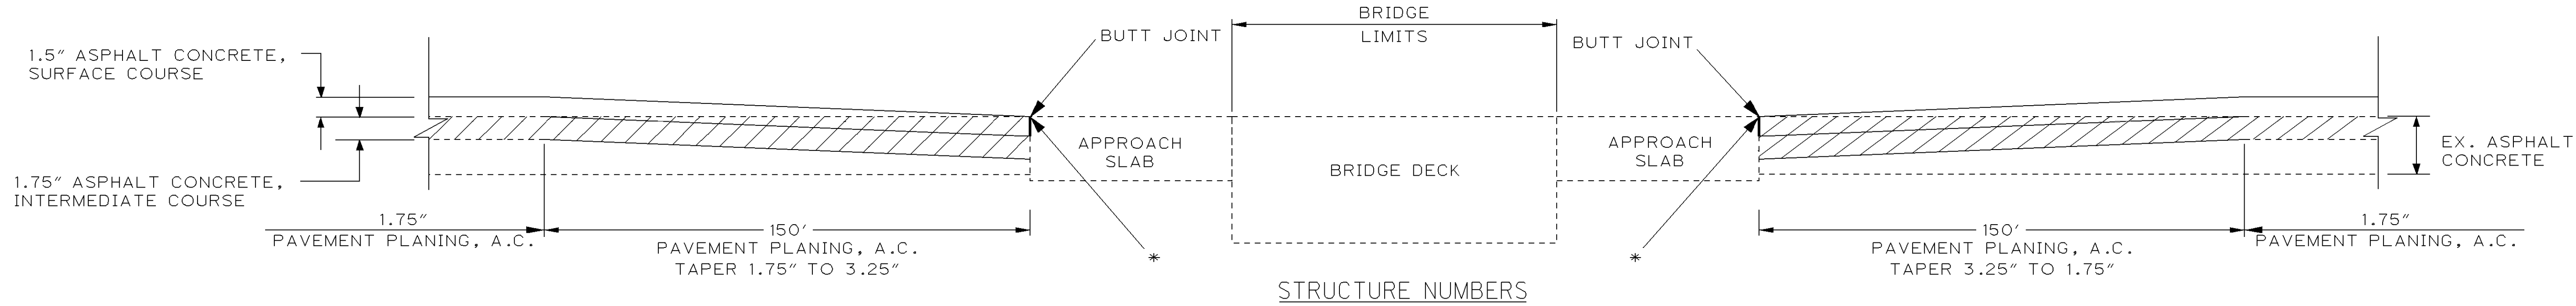 BRIDGE
LIMITS
BUTT JOINT
BUTT JOINT
1.5" ASPHALT CONCRETE,
SURFACE COURSE
APPROACH
SLAB
BRIDGE DECK
APPROACH
SLAB
EX. ASPHALT
CONCRETE
1.75" ASPHALT CONCRETE,
INTERMEDIATE COURSE
1.75"
PAVEMENT PLANING, A.C.
150'
PAVEMENT PLANING, A.C.
TAPER 1.75" TO 3.25"
*
*
150'
PAVEMENT PLANING, A.C.
TAPER 3.25" TO 1.75"
1.75"
PAVEMENT PLANING, A.C.
STRUCTURE NUMBERS